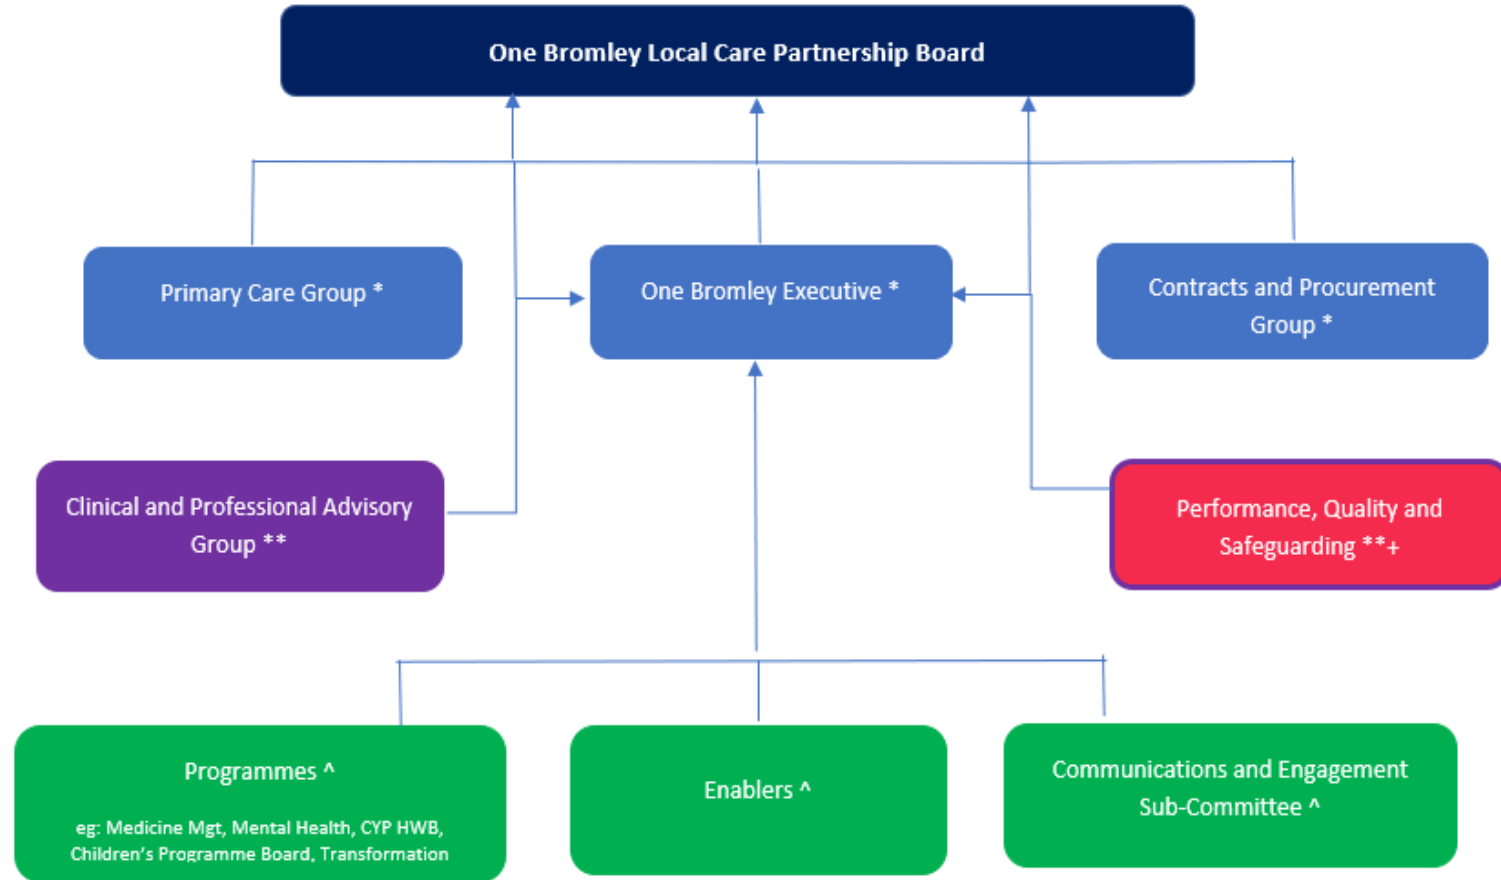 One Bromley Local Care Partnership Board
Primary Care Group *
One Bromley Executive *
Contracts and Procurement
Group *
Clinical and Professional Advisory
Group **
Performance, Quality and
Safeguarding **+
Programmes ^
eg: Medicine Mgt, Mental Health, CYP HWB,
Children's Programme Board, Transformation
Enablers ^
Communications and Engagement
Sub-Committee ^